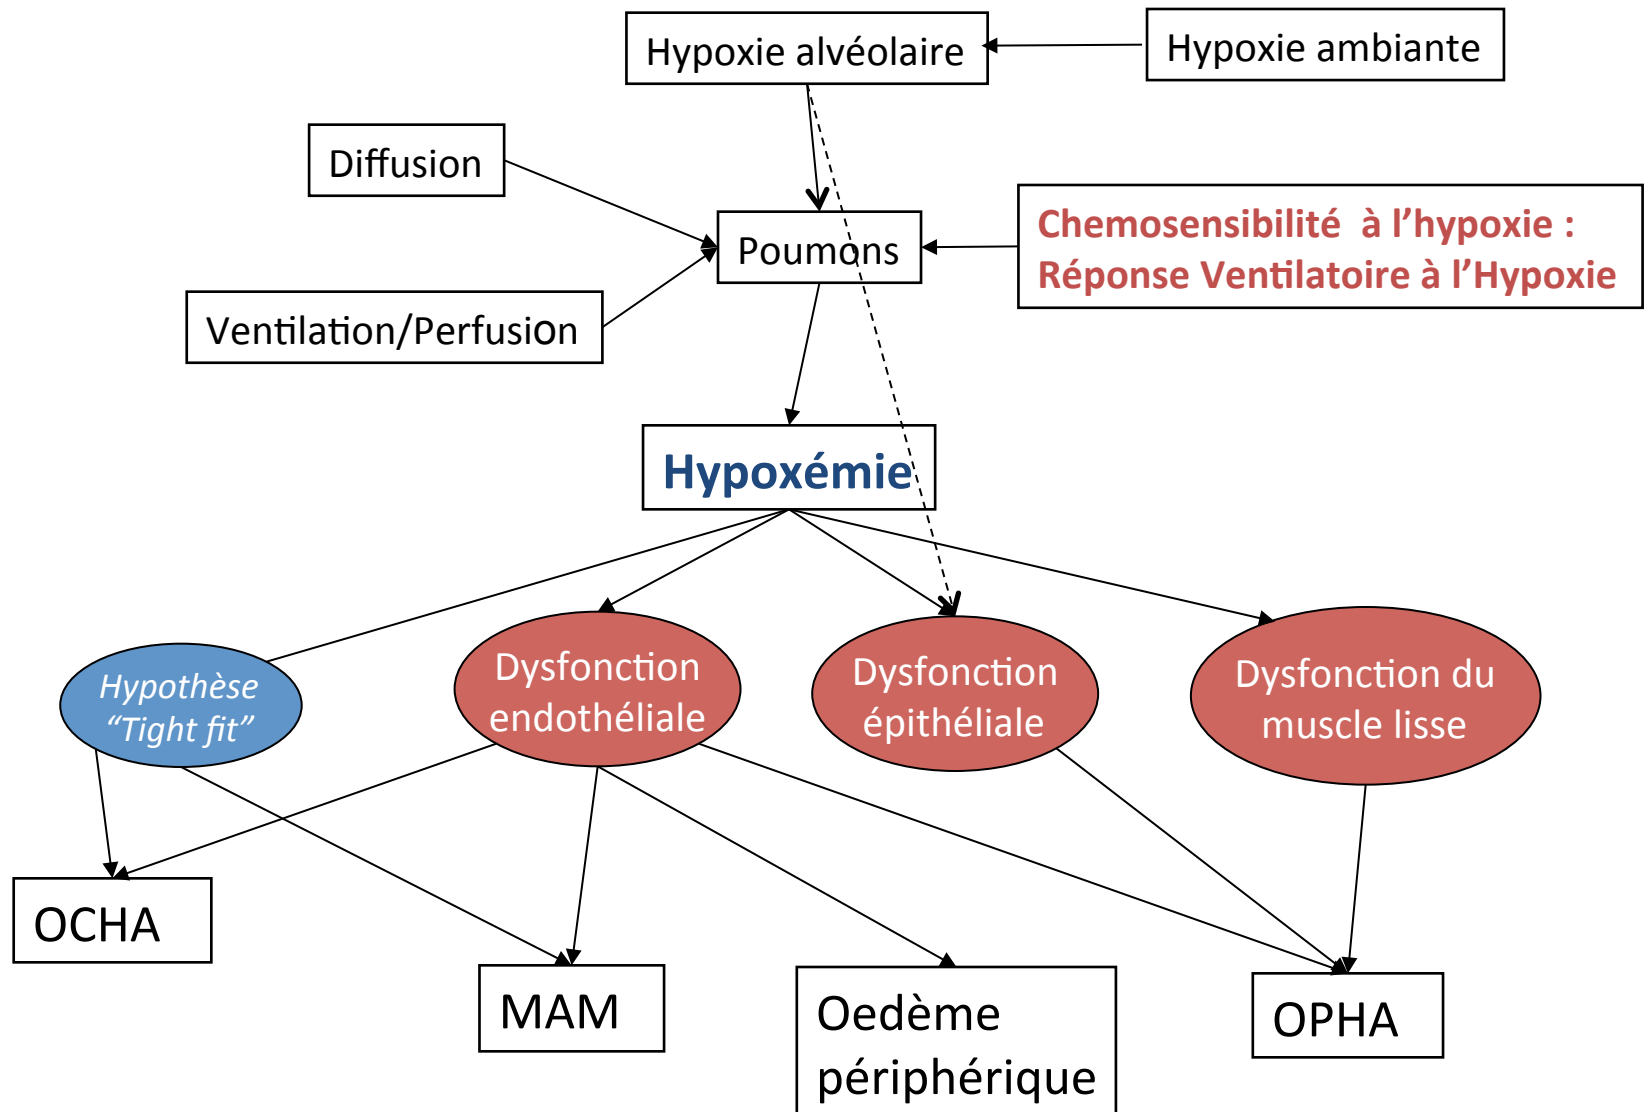 Hypoxie alvéolaire
Hypoxie ambiante
Diffusion
Poumons
Chemosensibilité à l’hypoxie :
Réponse Ventilatoire à l’Hypoxie
Ventilation/Perfusion
Hypoxémie
Hypothèse
“Tight fit”
Dysfonction
endothéliale
Dysfonction
épithéliale
Dysfonction du
muscle lisse
OCHA
MAM
Oedème
périphérique
OPHA